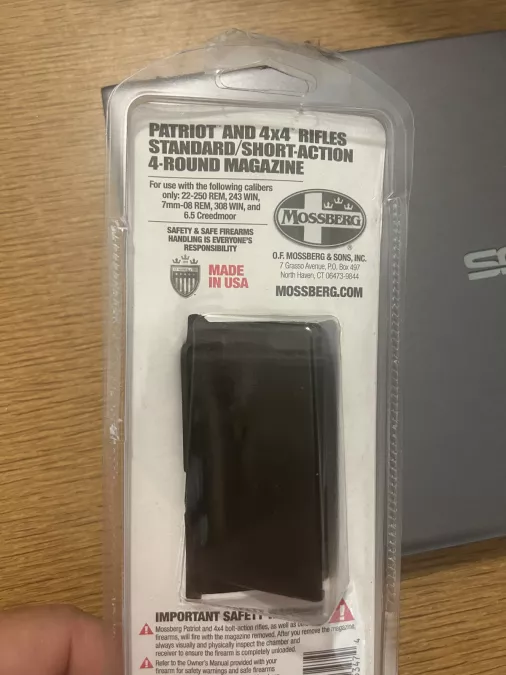 PATRIOT AND 4x4 RIFLES
STANDARD/SHORT-ACTION
4-ROUND MAGAZINE
For use with the following calibers
only: 22-250 REM, 243 WIN,
7mm-08 REM, 308 WIN, and
6.5 Creedmoor
SAFETY & SAFE FIREARMS
HANDLING IS EVERYONE'S
RESPONSIBILITY
MADE
IN USA
MOSSBERG
®
O.F. MOSSBERG & SONS, INC.
7 Grasso Avenue, P.O. Box 497
North Haven, CT 06473-9844
MOSSBERG.COM
IMPORTANT SAFETY
Mossberg Patriot and 4x4 bolt-action rifles, as well as
firearms, will fire with the magazine removed. After you remove the magazine,
always visually and physically inspect the chamber and
receiver to ensure the firearm is completely unloaded.
Refer to the Owner's Manual provided with your
firearm for safety warnings and safe firearms